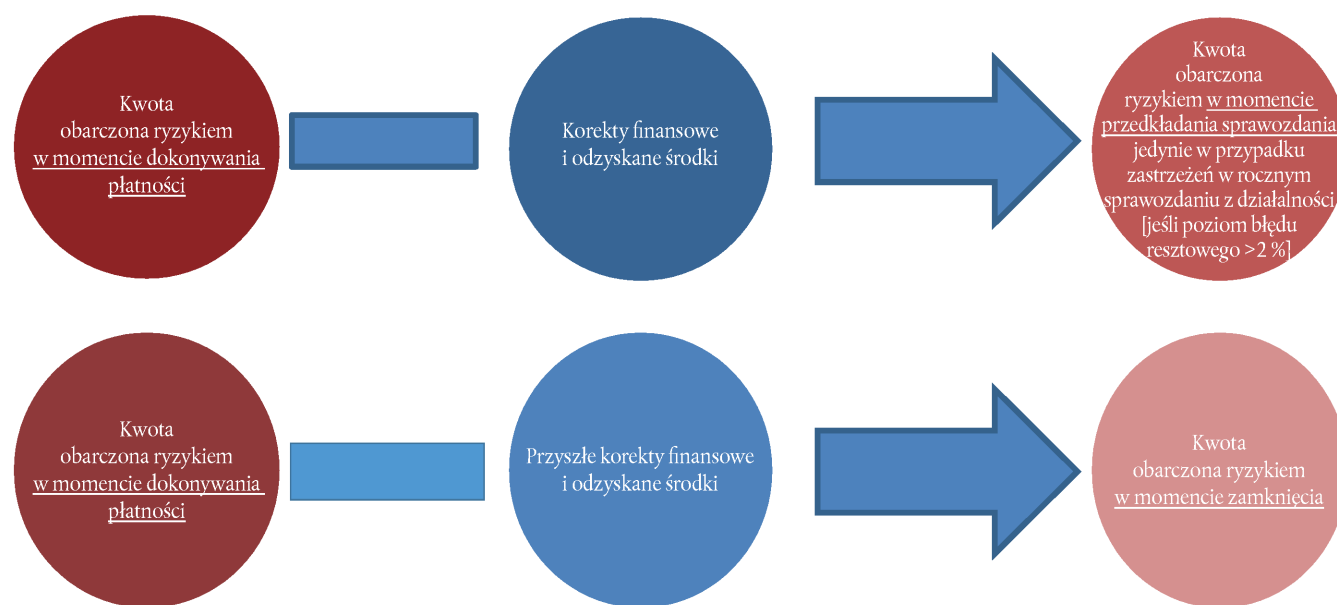 Kwota
obarczona ryzykiem
w momencie dokonywania
płatności
Korekty finansowe
i odzyskane środki
Kwota
obarczona
ryzykiem w momencie
przedkładania sprawozdania
jedynie w przypadku
zastrzeżeń w rocznym
sprawozdaniu z działalności
[jeśli poziom błędu
resztowego >2 %]
Kwota
obarczona ryzykiem
w momencie dokonywania
płatności
Przyszłe korekty finansowe
i odzyskane środki
Kwota
obarczona ryzykiem
w momencie zamknięcia